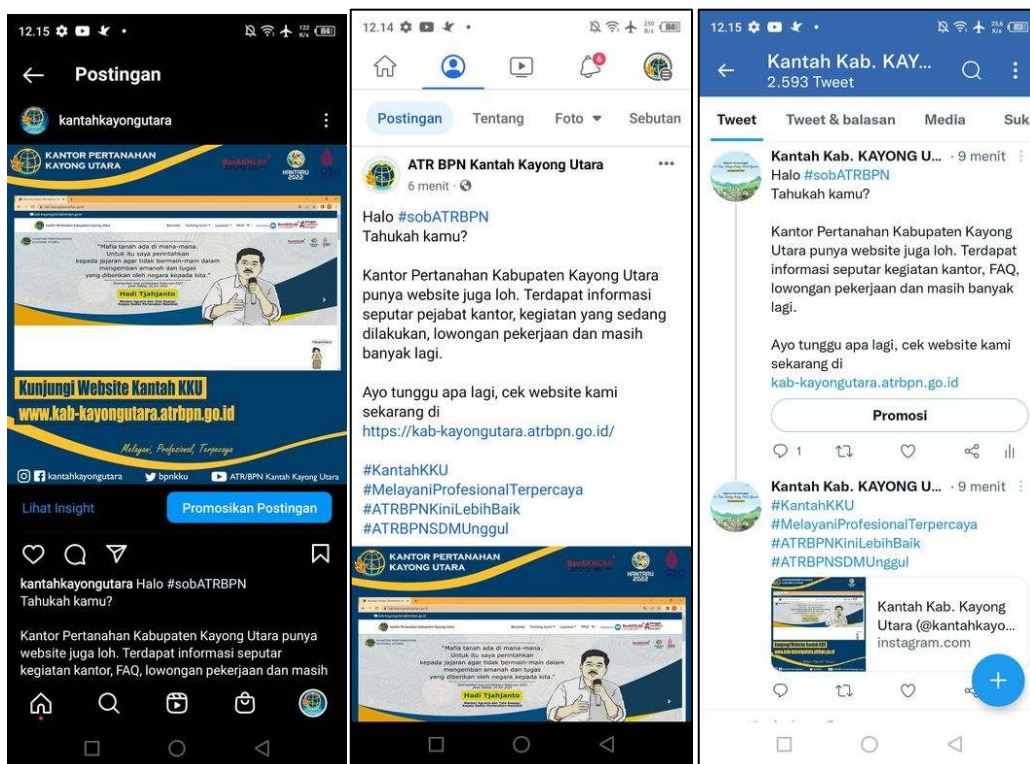 12.15
122 K/s
84
Postingan
kantahkayongutara
KANTOR PERTANAHAN
KAYONG UTARA
BerAKHLAK
HANTARU
2022
"Mafia tanah ada di mana-mana.
Untuk itu saya perintahkan
kepada jajaran agar tidak bermain-main dalam
mengemban amanah dan tugas
yang diberikan oleh negara kepada kita."
Hadi Tjahjanto
Kunjungi Website Kantah KKU
www.kab-kayongutara.atrbpn.go.id
Melayani, Profesional, Terpercaya
kantahkayongutara
bpnkku
ATR/BPN Kantah Kayong Utara
Lihat Insight
Promosikan Postingan
kantahkayongutara Halo #sobATRBPN
Tahukah kamu?
Kantor Pertanahan Kabupaten Kayong Utara punya
website juga loh. Terdapat informasi seputar
kegiatan kantor, FAQ, lowongan pekerjaan dan masih
12.14
250 K/s
84
6
Postingan
Tentang
Foto
Sebutan
ATR BPN Kantah Kayong Utara
6 menit
Halo #sobATRBPN
Tahukah kamu?
Kantor Pertanahan Kabupaten Kayong Utara
punya website juga loh. Terdapat informasi
seputar pejabat kantor, kegiatan yang sedang
dilakukan, lowongan pekerjaan dan masih
banyak lagi.
Ayo tunggu apa lagi, cek website kami
sekarang di
https://kab-kayongutara.atrbpn.go.id/
#KantahKKU
#MelayaniProfesionalTerpercaya
#ATRBPNKiniLebihBaik
#ATRBPNSDMUnggul
KANTOR PERTANAHAN
KAYONG UTARA
BerAKHLAK
HANTARU
2022
"Mafia tanah ada di mana-mana.
Untuk itu saya perintahkan
kepada jajaran agar tidak bermain-main dalam
mengemban amanah dan tugas
yang diberikan oleh negara kepada kita."
Hadi Tjahjanto
12.15
25,6 K/s
83
Kantah Kab. KAY...
2.593 Tweet
Tweet
Tweet & balasan
Media
Suk
Kantah Kab. KAYONG U... · 9 menit
Halo #sobATRBPN
Tahukah kamu?
Kantor Pertanahan Kabupaten Kayong
Utara punya website juga loh. Terdapat
informasi seputar kegiatan kantor, FAQ,
lowongan pekerjaan dan masih banyak
lagi.
Ayo tunggu apa lagi, cek website kami
sekarang di
kab-kayongutara.atrbpn.go.id
Promosi
1
Kantah Kab. KAYONG U... · 9 menit
#KantahKKU
#MelayaniProfesionalTerpercaya
#ATRBPNKiniLebihBaik
#ATRBPNSDMUnggul
Kantah Kab. Kayong
Utara (@kantahkayo...
instagram.com